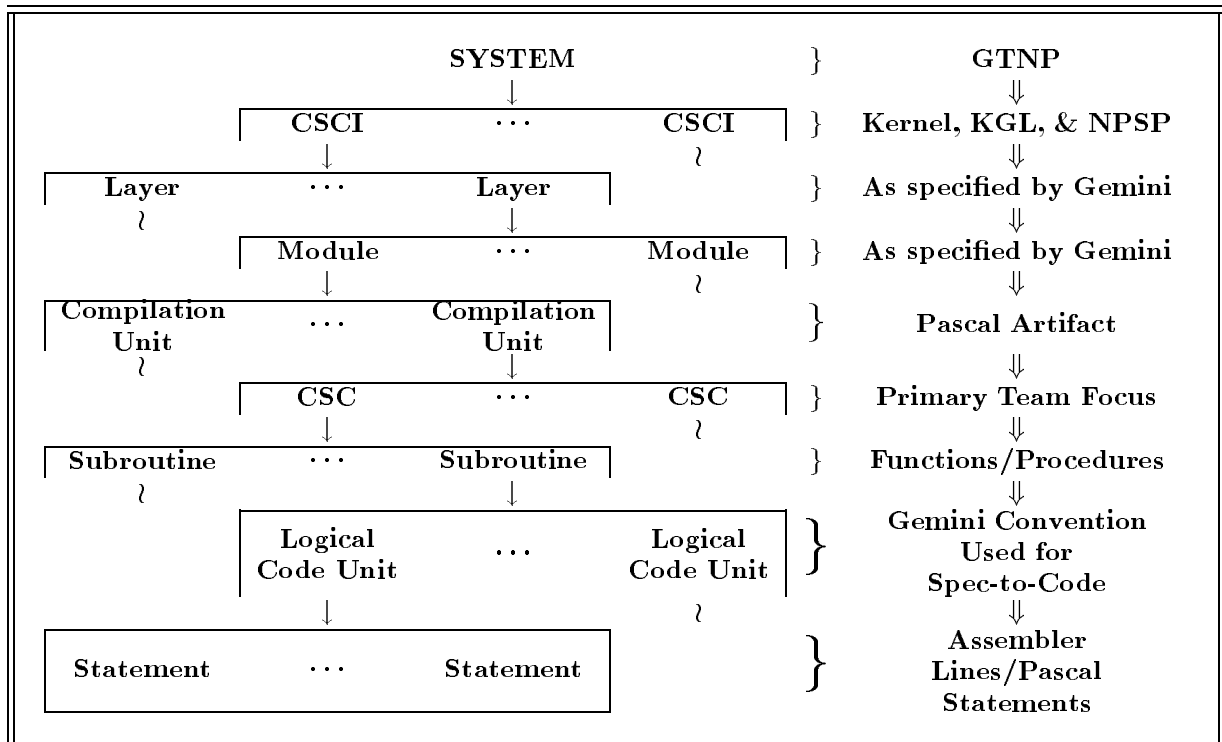 SYSTEM } GTNP
↓ ⇓
CSCI ··· CSCI } Kernel, KGL, & NPSP
↓ ≀ ⇓
Layer ··· Layer } As specified by Gemini
≀ ↓ ⇓
Module ··· Module } As specified by Gemini
↓ ≀ ⇓
Compilation Unit ··· Compilation Unit } Pascal Artifact
≀ ↓ ⇓
CSC ··· CSC } Primary Team Focus
↓ ≀ ⇓
Subroutine ··· Subroutine } Functions/Procedures
≀ ↓ ⇓
Logical Code Unit ··· Logical Code Unit } Gemini Convention
Used for
Spec-to-Code
↓ ≀ ⇓
Statement ··· Statement } Assembler
Lines/Pascal
Statements